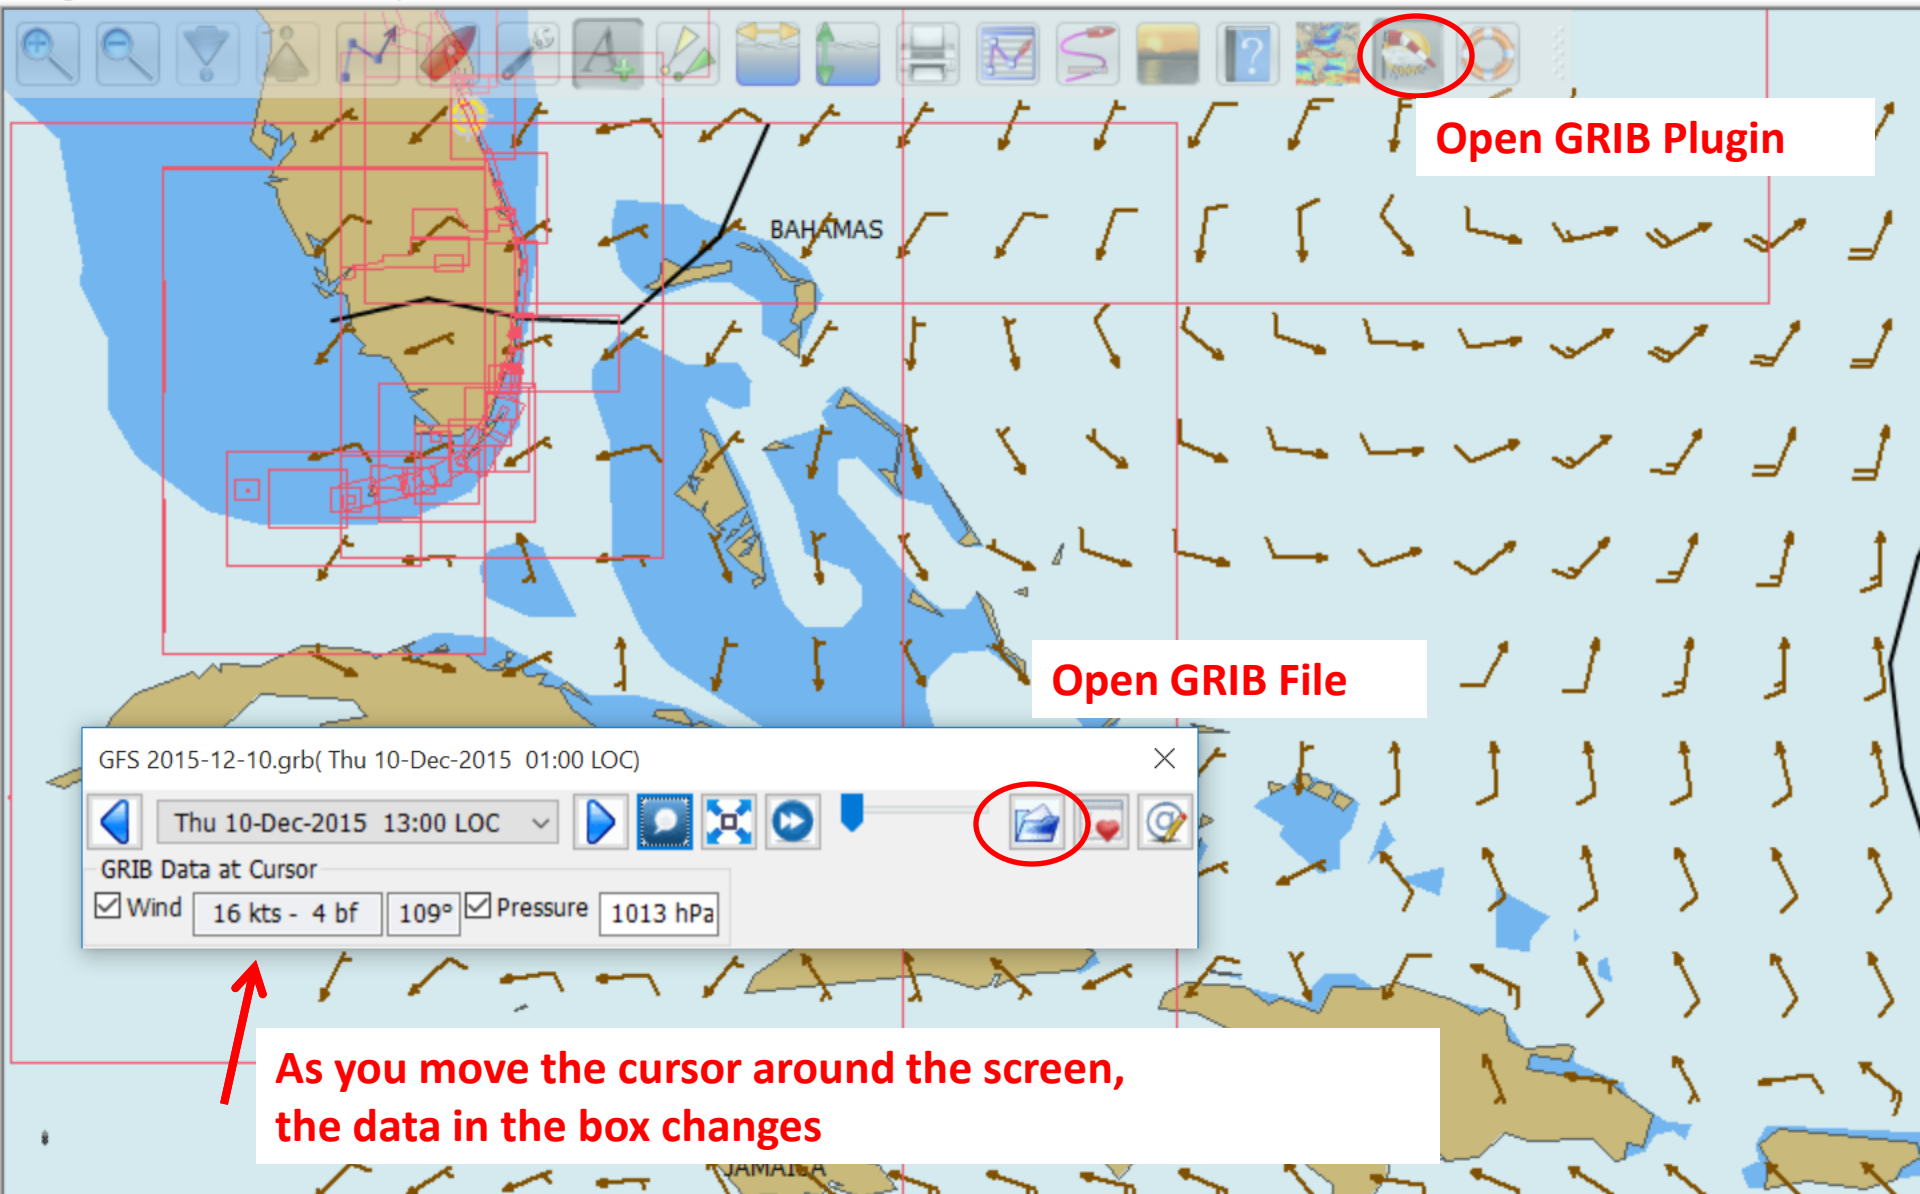 Open GRIB Plugin
BAHAMAS
Open GRIB File
GFS 2015-12-10.grb( Thu 10-Dec-2015 01:00 LOC)
Thu 10-Dec-2015 13:00 LOC
GRIB Data at Cursor
Wind 16 kts - 4 bf 109° Pressure 1013 hPa
As you move the cursor around the screen,
the data in the box changes
JAMAICA